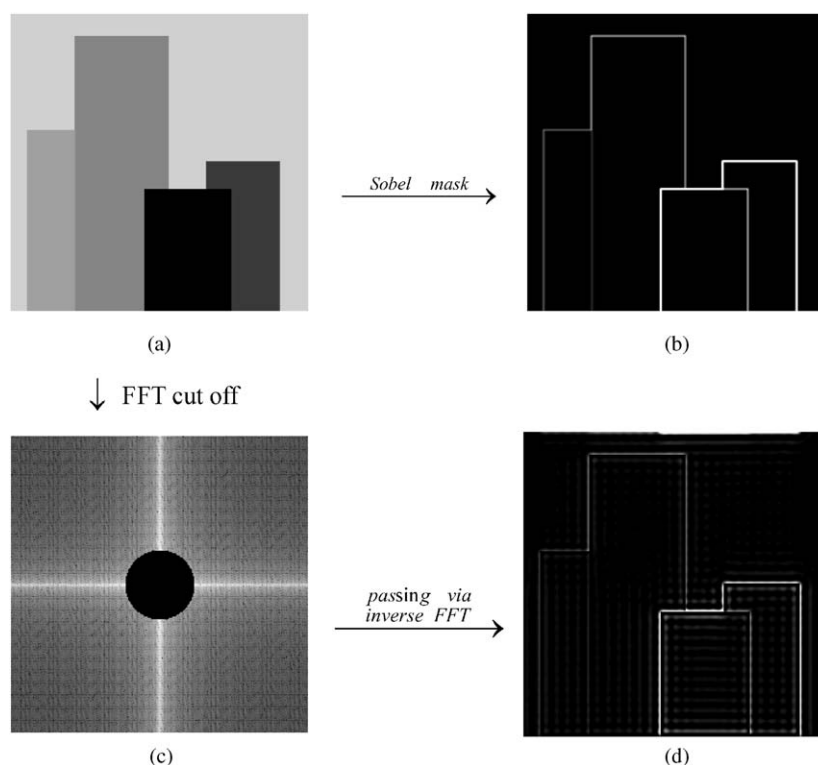 Sobel mask
(a)
(b)
↓ FFT cut off
passing via
inverse FFT
(c)
(d)